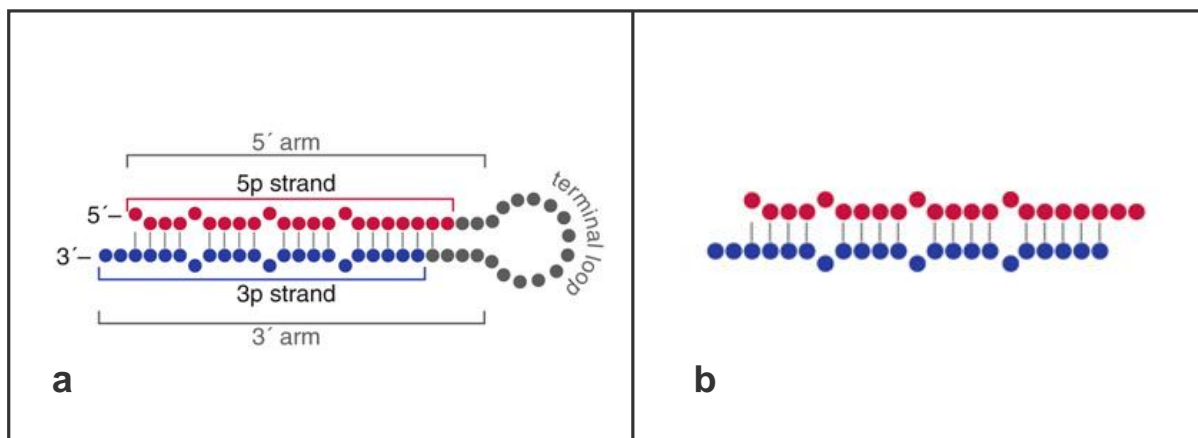 5´ arm
5p strand
5´–
3´–
terminal loop
3p strand
3´ arm
a
b